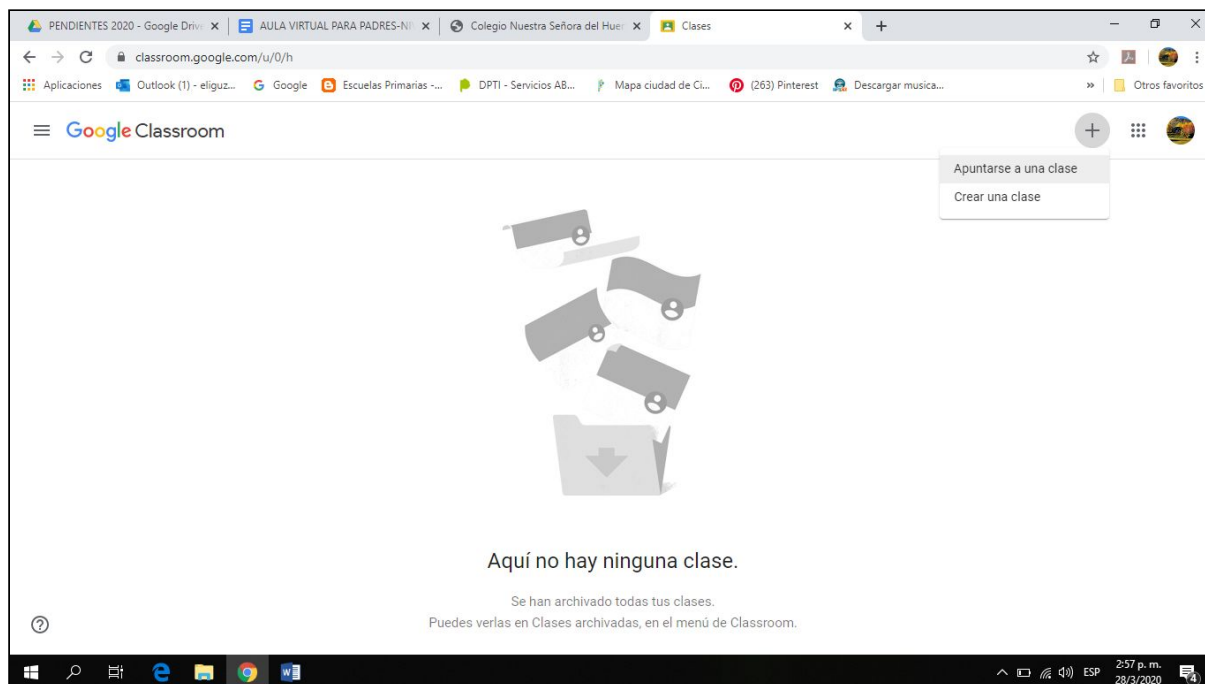 PENDIENTES 2020 - Google Driv
AULA VIRTUAL PARA PADRES-NI
Colegio Nuestra Señora del Huer
Clases
classroom.google.com/u/0/h
Aplicaciones
Outlook (1) - eliguz...
Google
Escuelas Primarias -...
DPTI - Servicios AB...
Mapa ciudad de Ci...
(263) Pinterest
Descargar musica...
»
Otros favoritos
Google Classroom
Apuntarse a una clase
Crear una clase
Aquí no hay ninguna clase.
Se han archivado todas tus clases.
Puedes verlas en Clases archivadas, en el menú de Classroom.
ESP
2:57 p. m.
28/3/2020
4